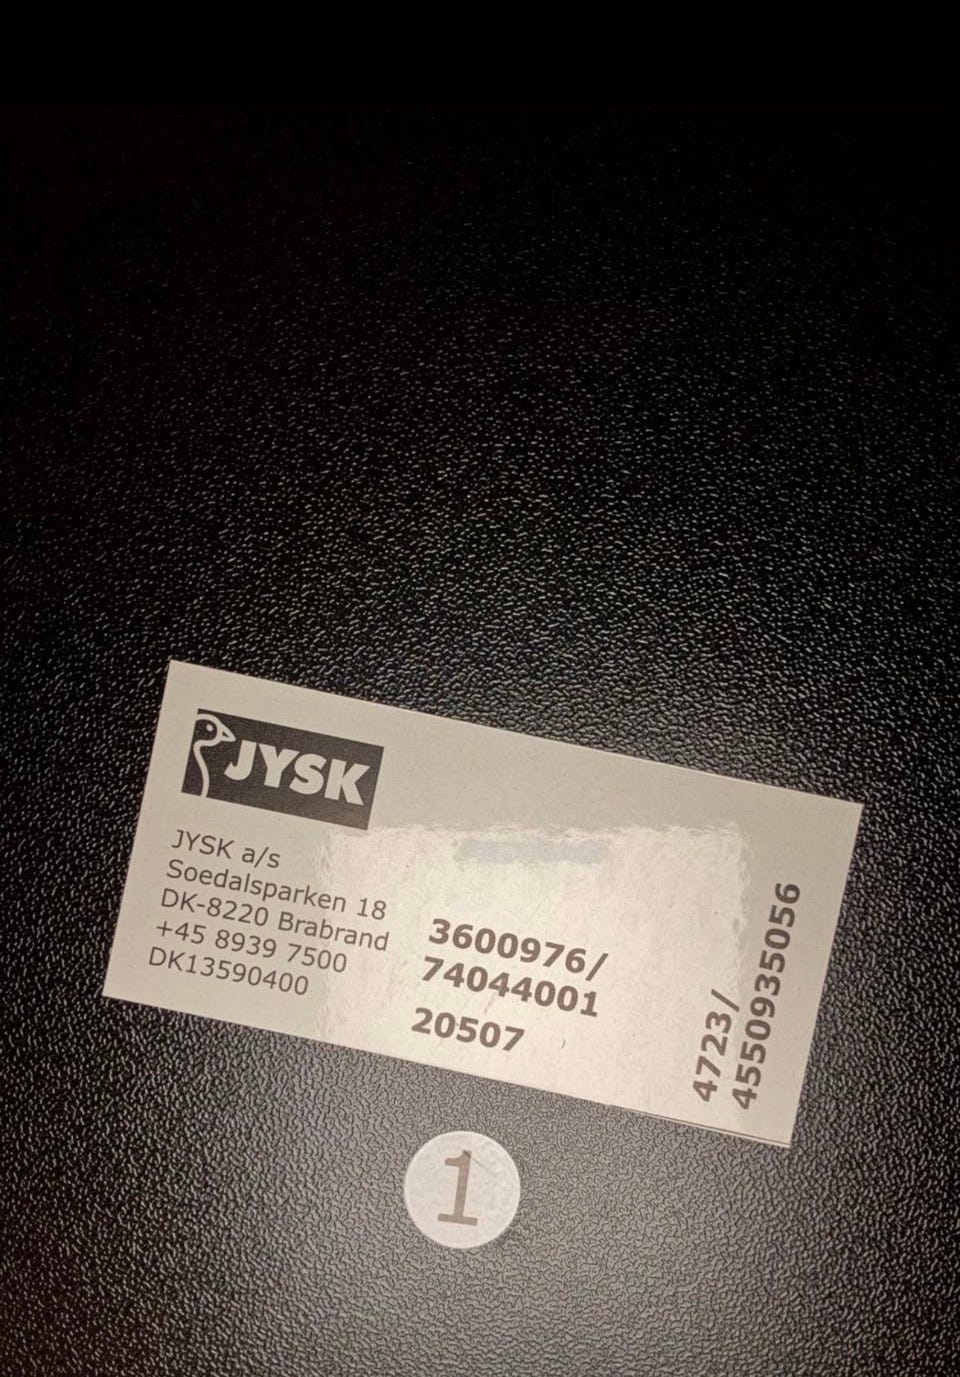 JYSK
JYSK a/s
Soedalsparken 18
DK-8220 Brabrand
+45 8939 7500
DK13590400
3600976/
74044001
20507
4723/
4550935056
1